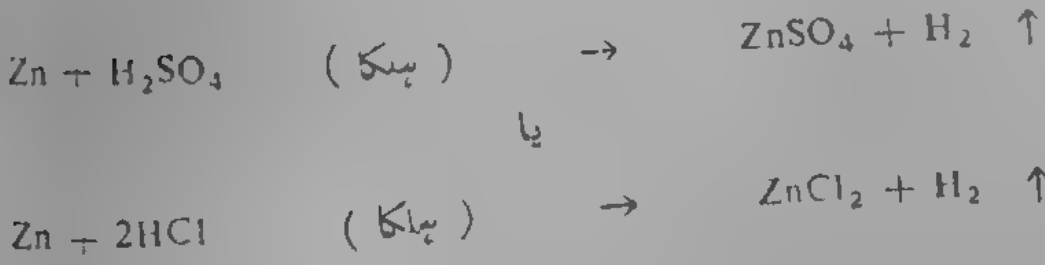 Zn + H₂SO₄ (ہلکا) → ZnSO₄ + H₂ ↑
یا
Zn + 2HCl (ہلکا) → ZnCl₂ + H₂ ↑